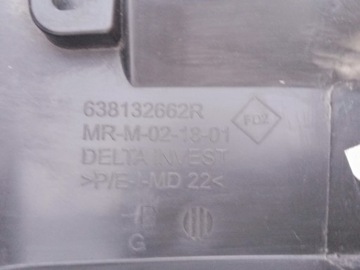 638132662R
MR-M-02-18-01
DELTA INVEST
>P/E-MD 22<
G